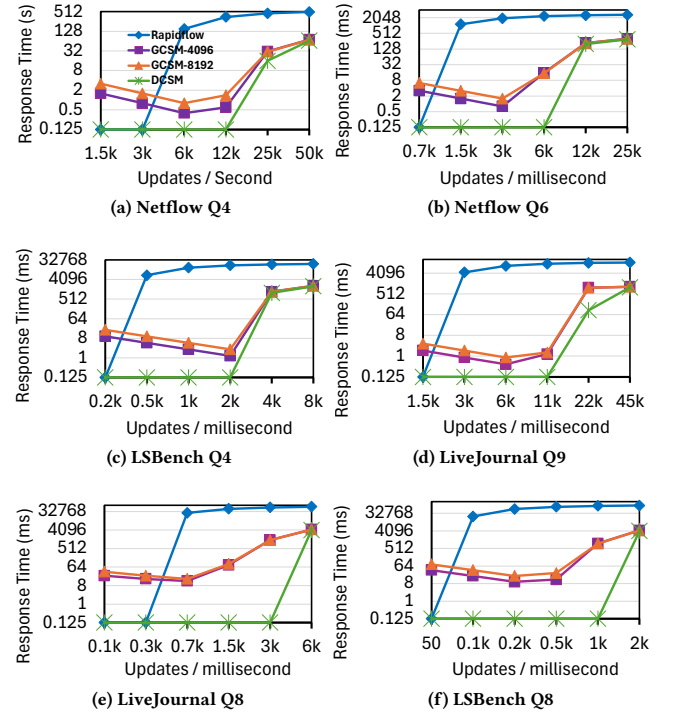 Response Time (s)
512
128
32
8
2
0.5
0.125
Rapidflow
GCSM-4096
GCSM-8192
DCSM
1.5k 3k 6k 12k 25k 50k
Updates / Second
(a) Netflow Q4
Response Time (ms)
2048
512
128
32
8
2
0.5
0.125
0.7k 1.5k 3k 6k 12k 25k
Updates / millisecond
(b) Netflow Q6
Response Time (ms)
32768
4096
512
64
8
1
0.125
0.2k 0.5k 1k 2k 4k 8k
Updates / millisecond
(c) LSBench Q4
Response Time (ms)
4096
512
64
8
1
0.125
1.5k 3k 6k 11k 22k 45k
Updates / millisecond
(d) LiveJournal Q9
Response Time (ms)
32768
4096
512
64
8
1
0.125
0.1k 0.3k 0.7k 1.5k 3k 6k
Updates / millisecond
(e) LiveJournal Q8
Response Time (ms)
32768
4096
512
64
8
1
0.125
50 0.1k 0.2k 0.5k 1k 2k
Updates / millisecond
(f) LSBench Q8